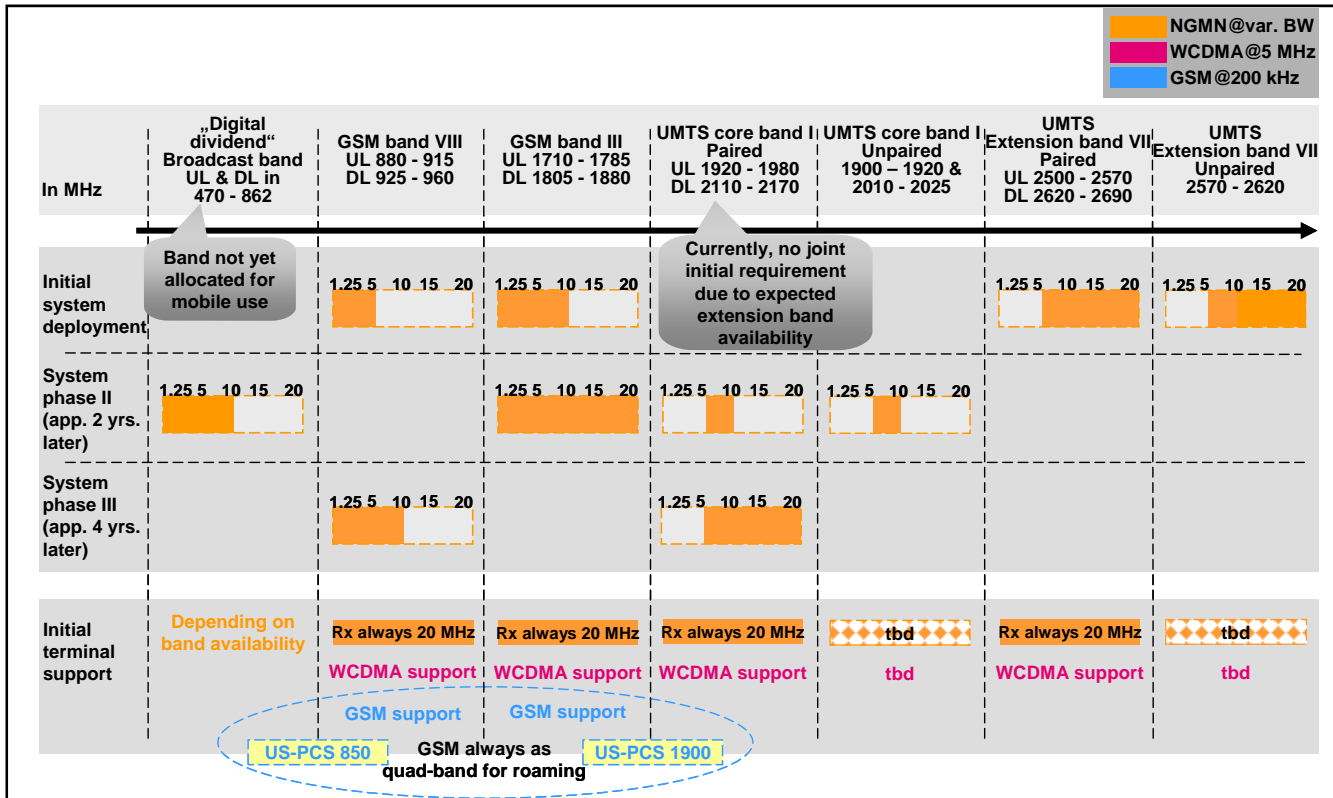 NGMN@var. BW
WCDMA@5 MHz
GSM@200 kHz
In MHz
„Digital
dividend“
Broadcast band
UL & DL in
470 - 862
GSM band VIII
UL 880 - 915
DL 925 - 960
GSM band III
UL 1710 - 1785
DL 1805 - 1880
UMTS core band I
Paired
UL 1920 - 1980
DL 2110 - 2170
UMTS core band I
Unpaired
1900 – 1920 &
2010 - 2025
UMTS
Extension band VII
Paired
UL 2500 - 2570
DL 2620 - 2690
UMTS
Extension band VII
Unpaired
2570 - 2620
Band not yet
allocated for
mobile use
Currently, no joint
initial requirement
due to expected
extension band
availability
Initial
system
deployment
1.25 5 10 15 20
1.25 5 10 15 20
1.25 5 10 15 20
1.25 5 10 15 20
System
phase II
(app. 2 yrs.
later)
1.25 5 10 15 20
1.25 5 10 15 20
1.25 5 10 15 20
1.25 5 10 15 20
System
phase III
(app. 4 yrs.
later)
1.25 5 10 15 20
1.25 5 10 15 20
Initial
terminal
support
Depending on
band availability
Rx always 20 MHz
Rx always 20 MHz
Rx always 20 MHz
tbd
Rx always 20 MHz
tbd
WCDMA support
WCDMA support
WCDMA support
tbd
WCDMA support
tbd
GSM support
GSM support
US-PCS 850
GSM always as
quad-band for roaming
US-PCS 1900